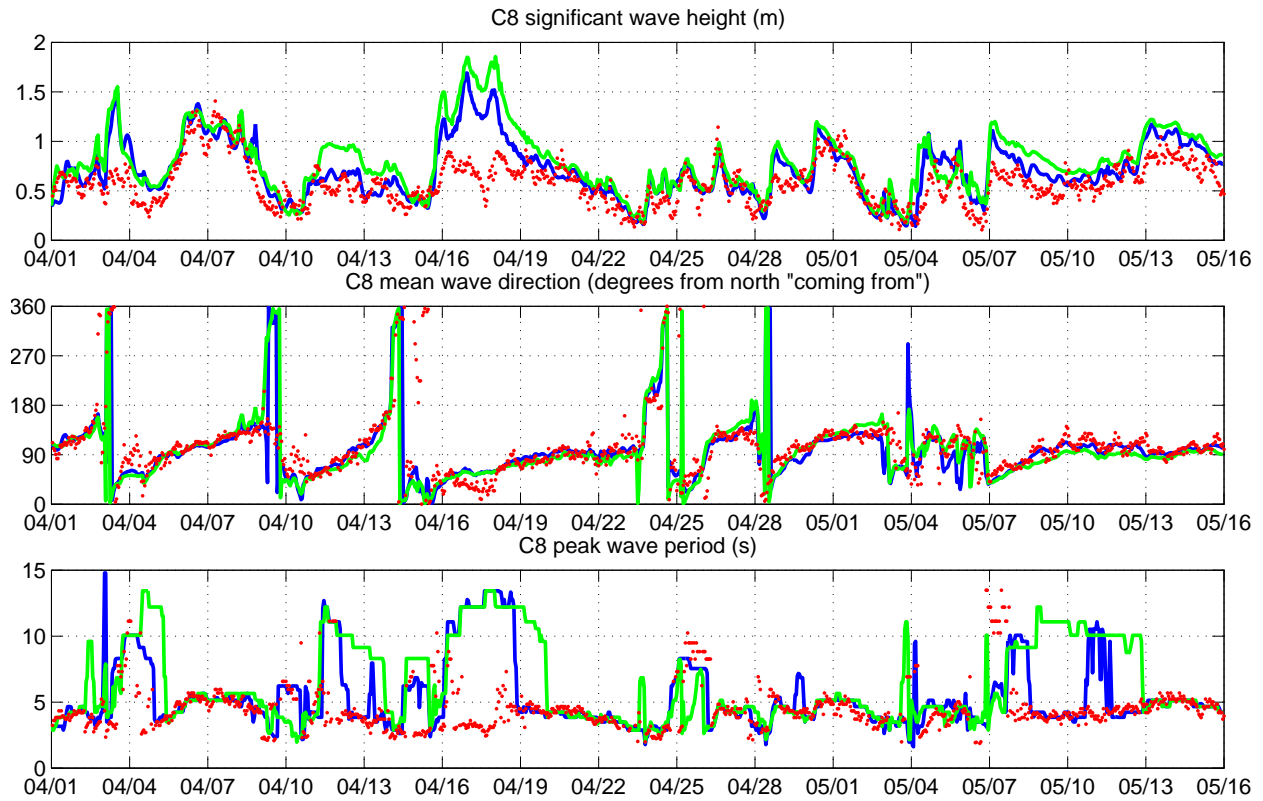 C8 significant wave height (m)
2
1.5
1
0.5
0
04/01 04/04 04/07 04/10 04/13 04/16 04/19 04/22 04/25 04/28 05/01 05/04 05/07 05/10 05/13 05/16
C8 mean wave direction (degrees from north "coming from")
360
270
180
90
0
04/01 04/04 04/07 04/10 04/13 04/16 04/19 04/22 04/25 04/28 05/01 05/04 05/07 05/10 05/13 05/16
C8 peak wave period (s)
15
10
5
0
04/01 04/04 04/07 04/10 04/13 04/16 04/19 04/22 04/25 04/28 05/01 05/04 05/07 05/10 05/13 05/16